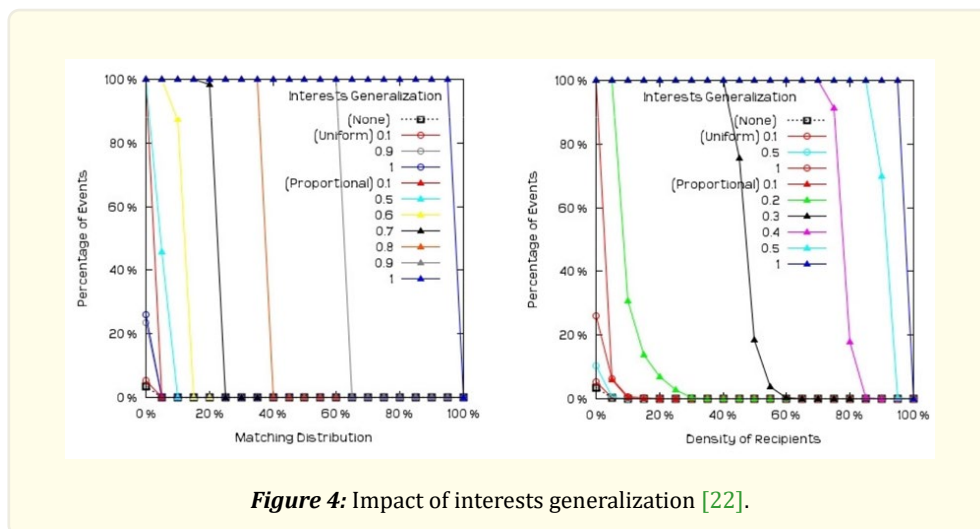 100 %
80 %
60 %
40 %
20 %
0 %
Percentage of Events
Interests Generalization
(None)
(Uniform) 0.1
0.9
1
(Proportional) 0.1
0.5
0.6
0.7
0.8
0.9
1
0 % 20 % 40 % 60 % 80 % 100 %
Matching Distribution
100 %
80 %
60 %
40 %
20 %
0 %
Percentage of Events
Interests Generalization
(None)
(Uniform) 0.1
0.5
1
(Proportional) 0.1
0.2
0.3
0.4
0.5
1
0 % 20 % 40 % 60 % 80 % 100 %
Density of Recipients
Figure 4: Impact of interests generalization [22].